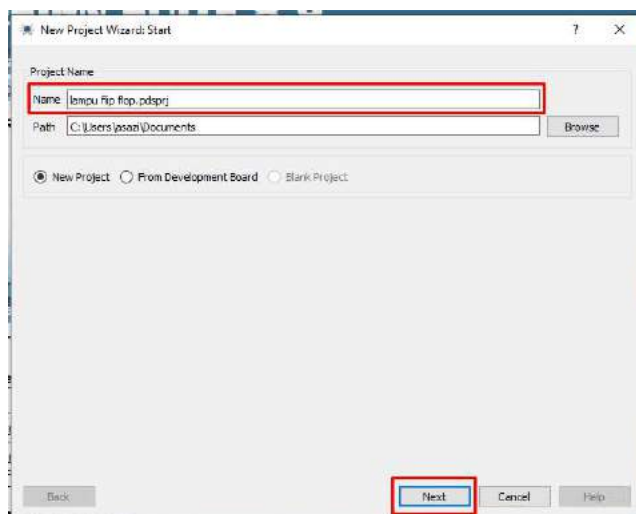 New Project Wizard: Start ? X
Project Name
Name lampu flip flop.pdsprj
Path C:\Users\asazi\Documents Browse
New Project From Development Board Blank Project
Back Next Cancel Help